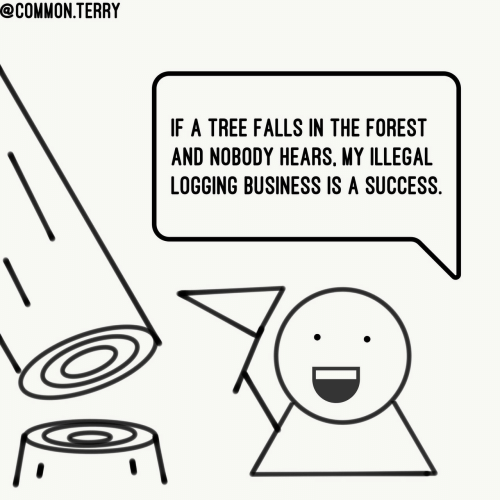 @COMMON.TERRY
IF A TREE FALLS IN THE FOREST
AND NOBODY HEARS, MY ILLEGAL
LOGGING BUSINESS IS A SUCCESS.